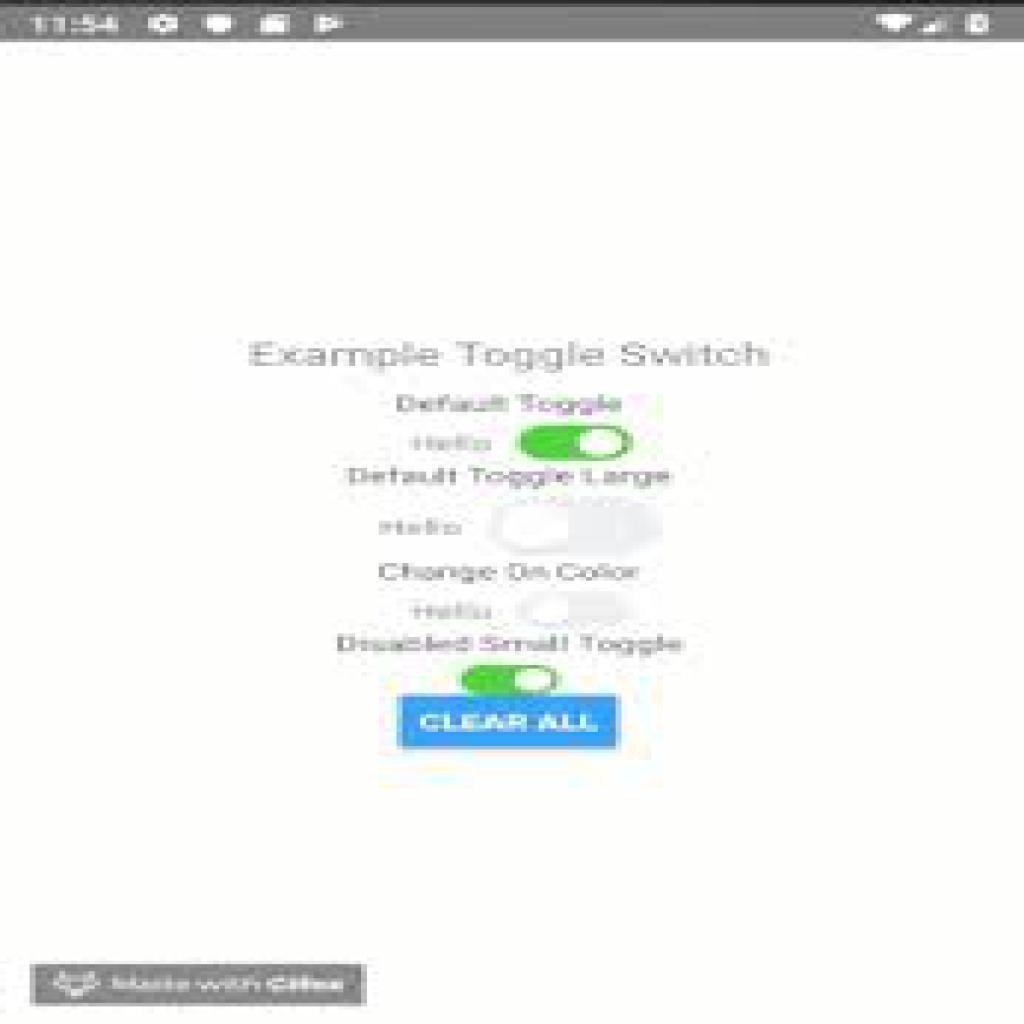 11:54
Example Toggle Switch
Default Toggle
Hello
Default Toggle Large
Hello
Change On Color
Hello
Disabled Small Toggle
CLEAR ALL
Made with